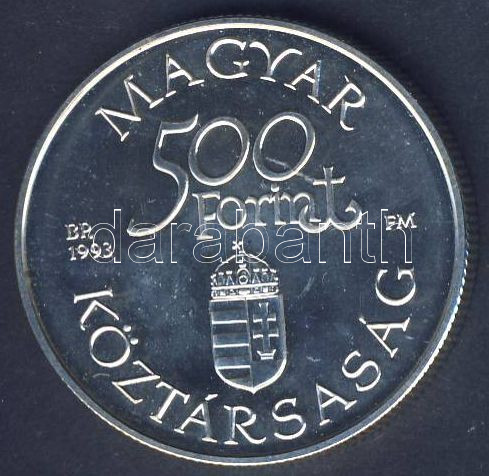 MAGYAR
500
Forint
BP.
1993
FM
KÖZTÁRSASÁG
darabanth